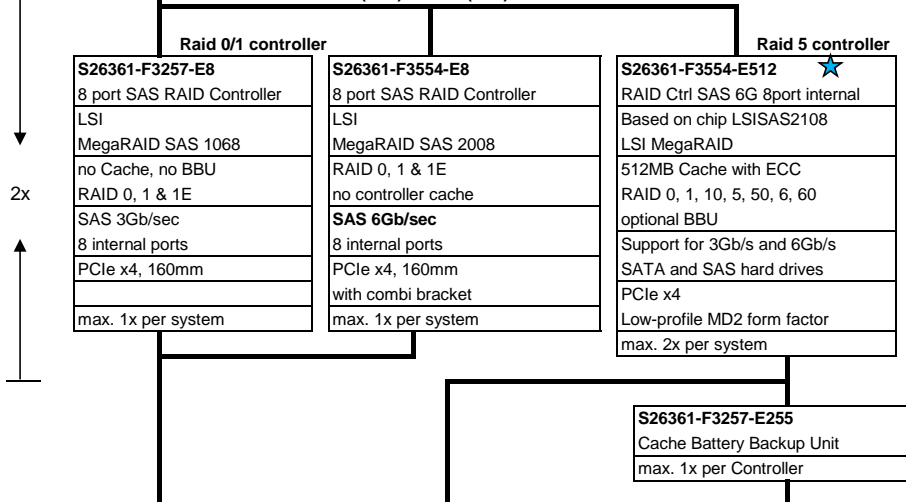 Raid 0/1 controller
Raid 5 controller
S26361-F3257-E8
8 port SAS RAID Controller
LSI
MegaRAID SAS 1068
no Cache, no BBU
RAID 0, 1 & 1E
SAS 3Gb/sec
8 internal ports
PCIe x4, 160mm
max. 1x per system
S26361-F3554-E8
8 port SAS RAID Controller
LSI
MegaRAID SAS 2008
RAID 0, 1 & 1E
no controller cache
SAS 6Gb/sec
8 internal ports
PCIe x4, 160mm
with combi bracket
max. 1x per system
S26361-F3554-E512
RAID Ctrl SAS 6G 8port internal
Based on chip LSISAS2108
LSI MegaRAID
512MB Cache with ECC
RAID 0, 1, 10, 5, 50, 6, 60
optional BBU
Support for 3Gb/s and 6Gb/s
SATA and SAS hard drives
PCIe x4
Low-profile MD2 form factor
max. 2x per system
2x
S26361-F3257-E255
Cache Battery Backup Unit
max. 1x per Controller